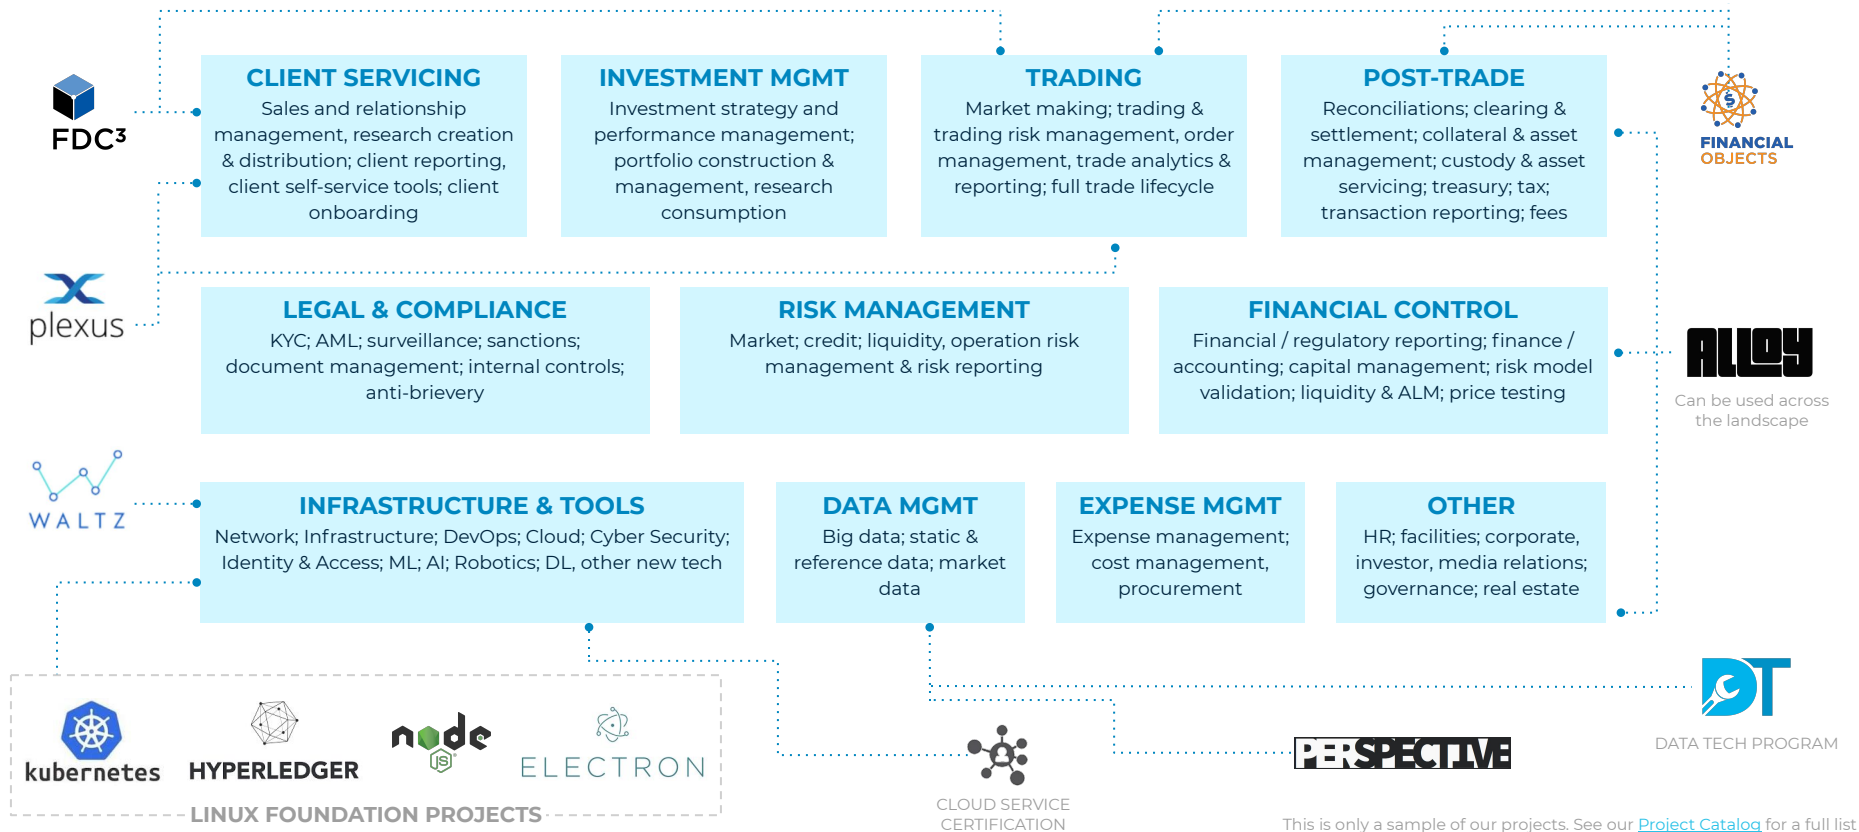 FDC³
CLIENT SERVICING
Sales and relationship
management, research creation
& distribution; client reporting,
client self-service tools; client
onboarding
INVESTMENT MGMT
Investment strategy and
performance management;
portfolio construction &
management, research
consumption
TRADING
Market making; trading &
trading risk management, order
management, trade analytics &
reporting; full trade lifecycle
POST-TRADE
Reconciliations; clearing &
settlement; collateral & asset
management; custody & asset
servicing; treasury; tax;
transaction reporting; fees
$
FINANCIAL
OBJECTS
plexus
LEGAL & COMPLIANCE
KYC; AML; surveillance; sanctions;
document management; internal controls;
anti-brievery
RISK MANAGEMENT
Market; credit; liquidity, operation risk
management & risk reporting
FINANCIAL CONTROL
Financial / regulatory reporting; finance /
accounting; capital management; risk model
validation; liquidity & ALM; price testing
ALLOY
Can be used across
the landscape
WALTZ
INFRASTRUCTURE & TOOLS
Network; Infrastructure; DevOps; Cloud; Cyber Security;
Identity & Access; ML; AI; Robotics; DL, other new tech
DATA MGMT
Big data; static &
reference data; market
data
EXPENSE MGMT
Expense management;
cost management,
procurement
OTHER
HR; facilities; corporate,
investor, media relations;
governance; real estate
kubernetes
HYPERLEDGER
node
JS
ELECTRON
LINUX FOUNDATION PROJECTS
CLOUD SERVICE
CERTIFICATION
PERSPECTIVE
DT
DATA TECH PROGRAM
This is only a sample of our projects. See our Project Catalog for a full list